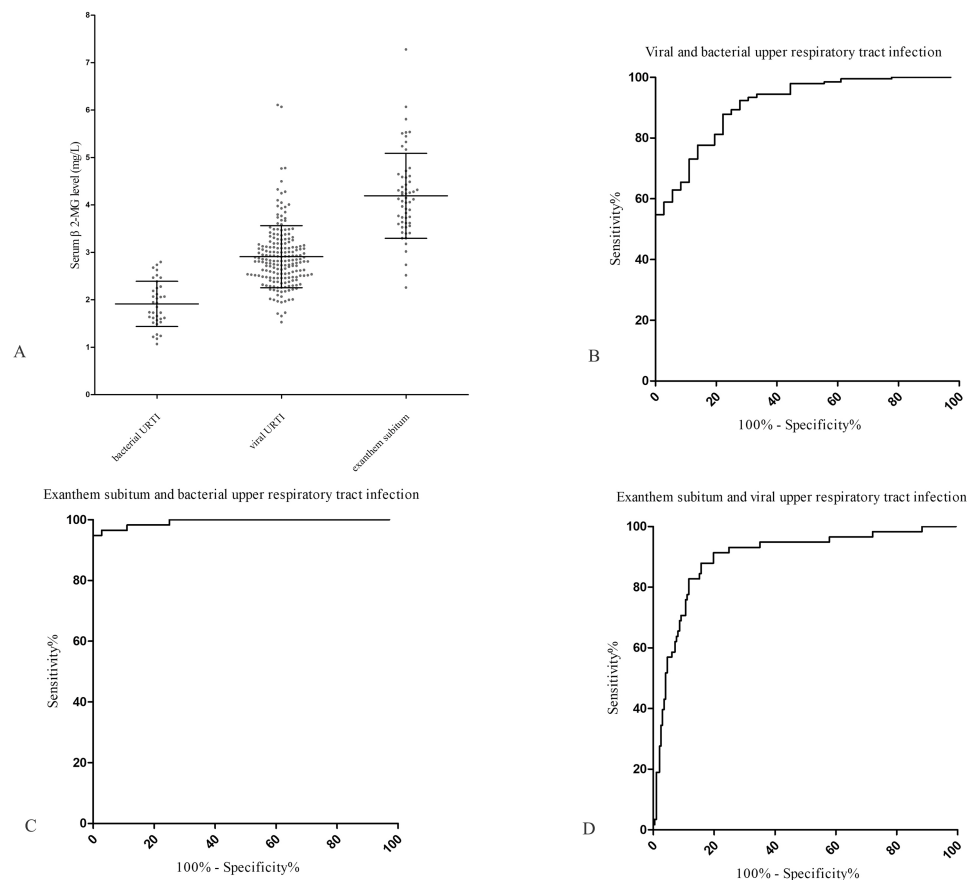 8
7
6
5
4
3
2
1
0
Serum β 2-MG level (mg/L)
bacterial URTI
viral URTI
exanthem subitum
A
Viral and bacterial upper respiratory tract infection
100
80
60
40
20
0
Sensitivity%
0 20 40 60 80 100
100% - Specificity%
B
Exanthem subitum and bacterial upper respiratory tract infection
100
80
60
40
20
0
Sensitivity%
0 20 40 60 80 100
100% - Specificity%
C
Exanthem subitum and viral upper respiratory tract infection
100
80
60
40
20
0
Sensitivity%
0 20 40 60 80 100
100% - Specificity%
D